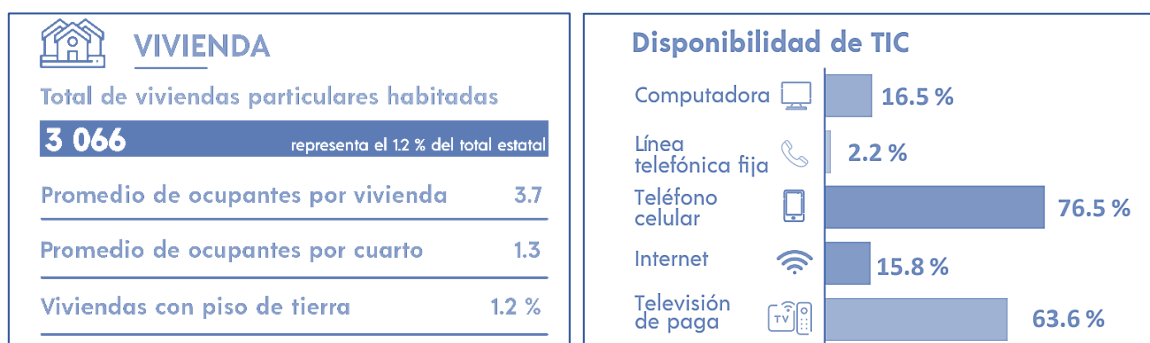 VIVIENDA
Total de viviendas particulares habitadas
3 066 representa el 1.2 % del total estatal
Promedio de ocupantes por vivienda 3.7
Promedio de ocupantes por cuarto 1.3
Viviendas con piso de tierra 1.2 %
Disponibilidad de TIC
Computadora 16.5 %
Línea
telefónica fija 2.2 %
Teléfono
celular 76.5 %
Internet 15.8 %
Televisión
de paga TV 63.6 %